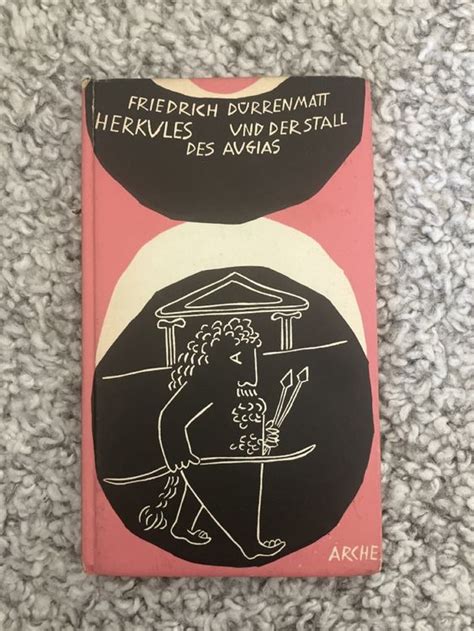 FRIEDRICH DÜRRENMATT
HERKULES UND DER STALL
DES AUGIAS
ARCHE